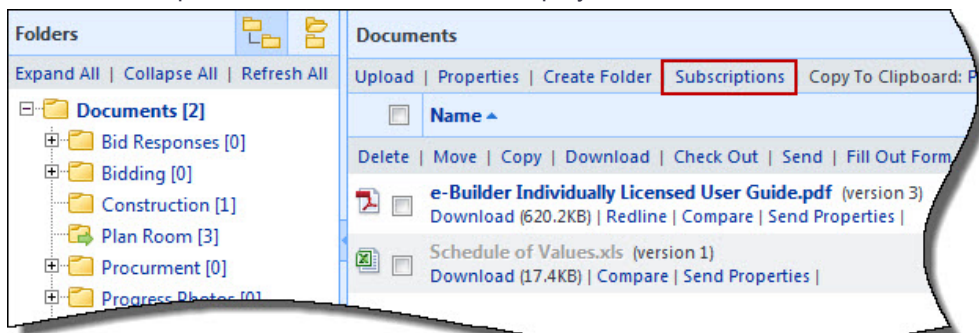 Folders
Expand All | Collapse All | Refresh All
Documents [2]
Bid Responses [0]
Bidding [0]
Construction [1]
Plan Room [3]
Procurment [0]
Progress Photos [0]
Documents
Upload | Properties | Create Folder Subscriptions Copy To Clipboard:
Name
Delete | Move | Copy | Download | Check Out | Send | Fill Out Form
e-Builder Individually Licensed User Guide.pdf (version 3)
Download (620.2KB) | Redline | Compare | Send Properties |
Schedule of Values.xls (version 1)
Download (17.4KB) | Compare | Send Properties |